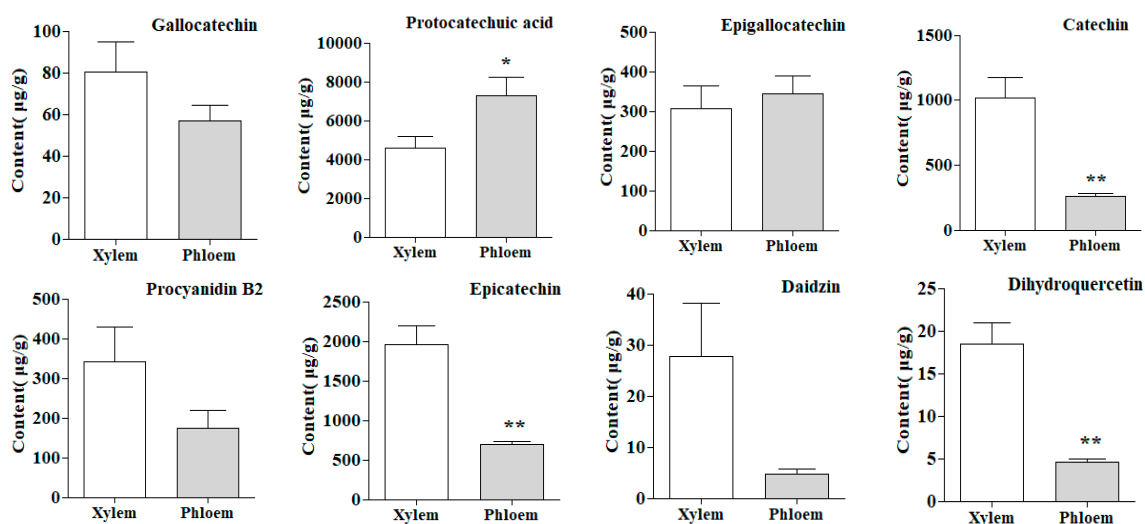 Gallocatechin
Content( μg/g)
100
80
60
40
20
0
Xylem Phloem
Protocatechuic acid
Content( μg/g)
10000
8000
6000
4000
2000
0
*
Xylem Phloem
Epigallocatechin
Content( μg/g)
500
400
300
200
100
0
Xylem Phloem
Catechin
Content( μg/g)
1500
1000
500
0
**
Xylem Phloem
Procyanidin B2
Content( μg/g)
500
400
300
200
100
0
Xylem Phloem
Epicatechin
Content( μg/g)
2500
2000
1500
1000
500
0
**
Xylem Phloem
Daidzin
Content( μg/g)
40
30
20
10
0
Xylem Phloem
Dihydroquercetin
Content( μg/g)
25
20
15
10
5
0
**
Xylem Phloem